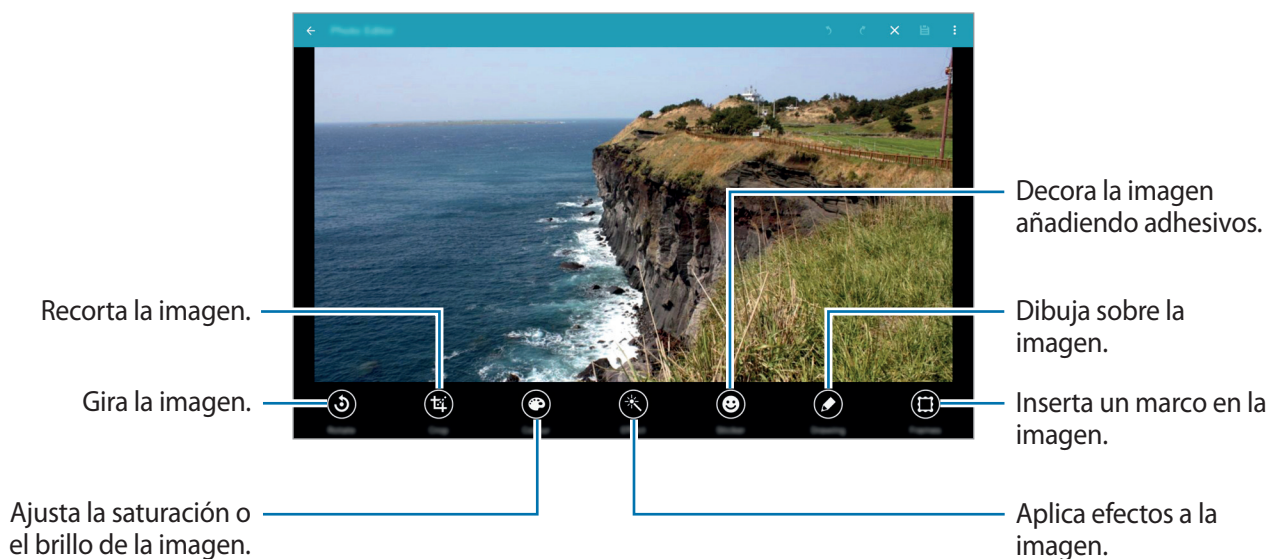 Decora la imagen
añadiendo adhesivos.
Recorta la imagen.
Dibuja sobre la
imagen.
Gira la imagen.
Inserta un marco en la
imagen.
Ajusta la saturación o
el brillo de la imagen.
Aplica efectos a la
imagen.